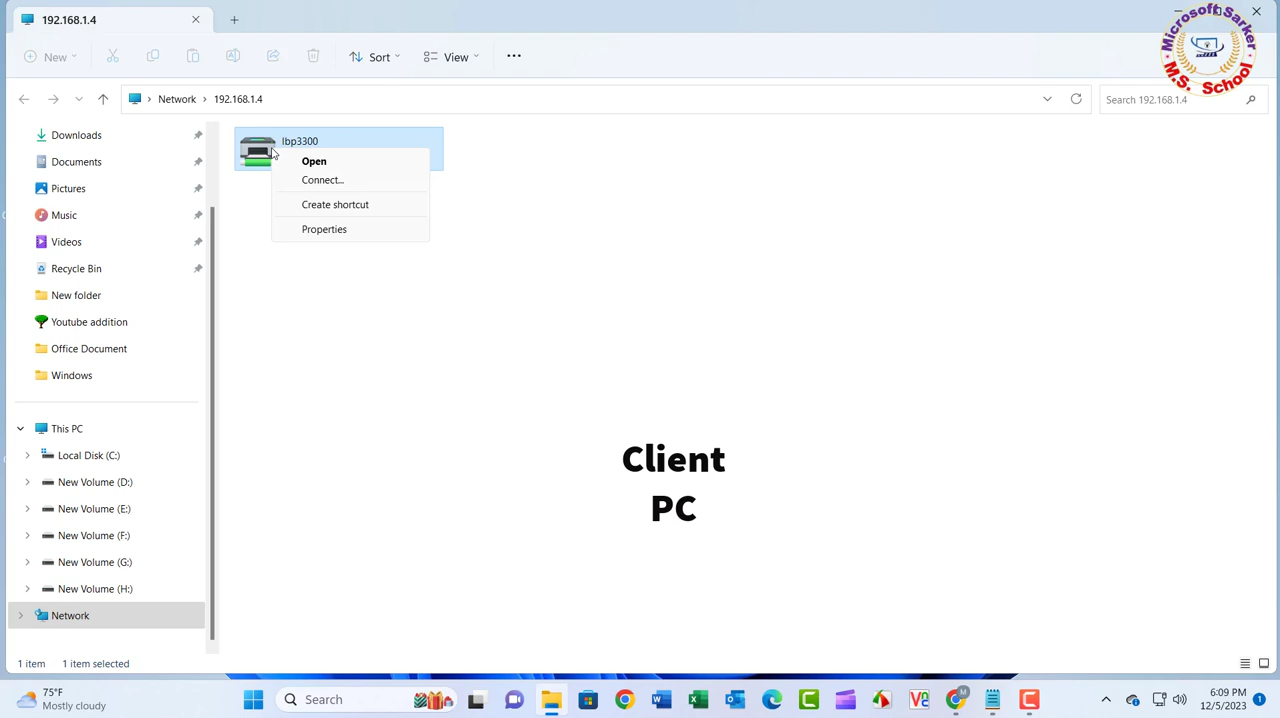 192.168.1.4
Microsoft Sarker
M.S. School
New
Sort
View
Network
192.168.1.4
Search 192.168.1.4
Downloads
Documents
Pictures
Music
Videos
Recycle Bin
New folder
Youtube addition
Office Document
Windows
This PC
Local Disk (C:)
New Volume (D:)
New Volume (E:)
New Volume (F:)
New Volume (G:)
New Volume (H:)
Network
lbp3300
Open
Connect...
Create shortcut
Properties
Client
PC
1 item
1 item selected
75°F
Mostly cloudy
Search
6:09 PM
12/5/2023
1